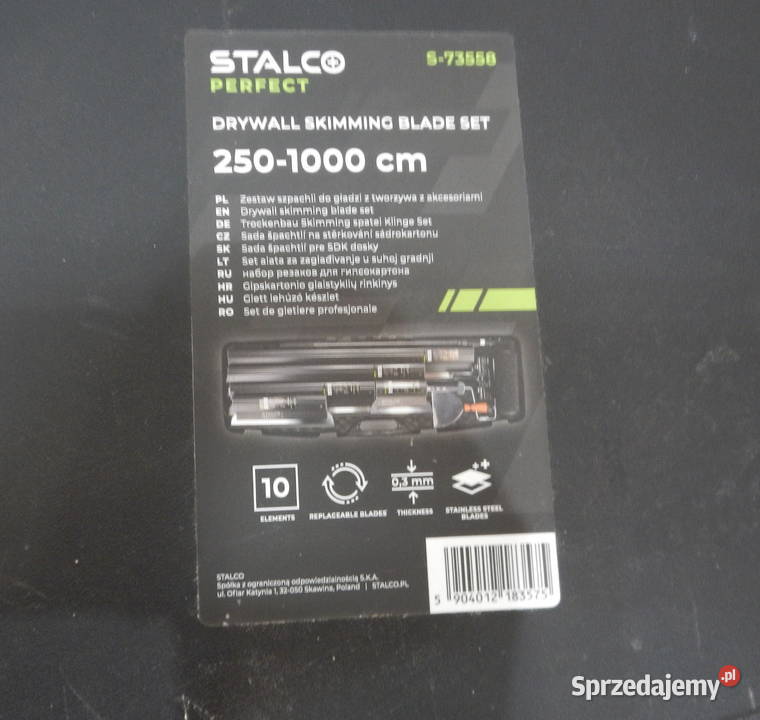 STALCO S-73558
PERFECT
DRYWALL SKIMMING BLADE SET
250-1000 cm
PL Zestaw szpachli do gładzi z tworzywa z akcesoriami
EN Drywall skimming blade set
DE Trockenbau Skimming spatel Klinge Set
CZ Sada špachtlí na stěrkování sádrokartonu
SK Sada špachtlí pre SDK dosky
LT Set alata za zaglađivanje u suhoj gradnji
RU набор резаков для гипсокартона
HR Gipskartonio glaistyklių rinkinys
HU Glett lehúzó készlet
RO Set de gletiere profesjonale
10
ELEMENTS
REPLACEABLE BLADES
0,3 mm
THICKNESS
STAINLESS STEEL
BLADES
STALCO
Spółka z ograniczoną odpowiedzialnością S.K.A.
ul. Ofiar Katynia 1, 32-050 Skawina, Poland | STALCO.PL
5 904012 183575
Sprzedajemy.pl